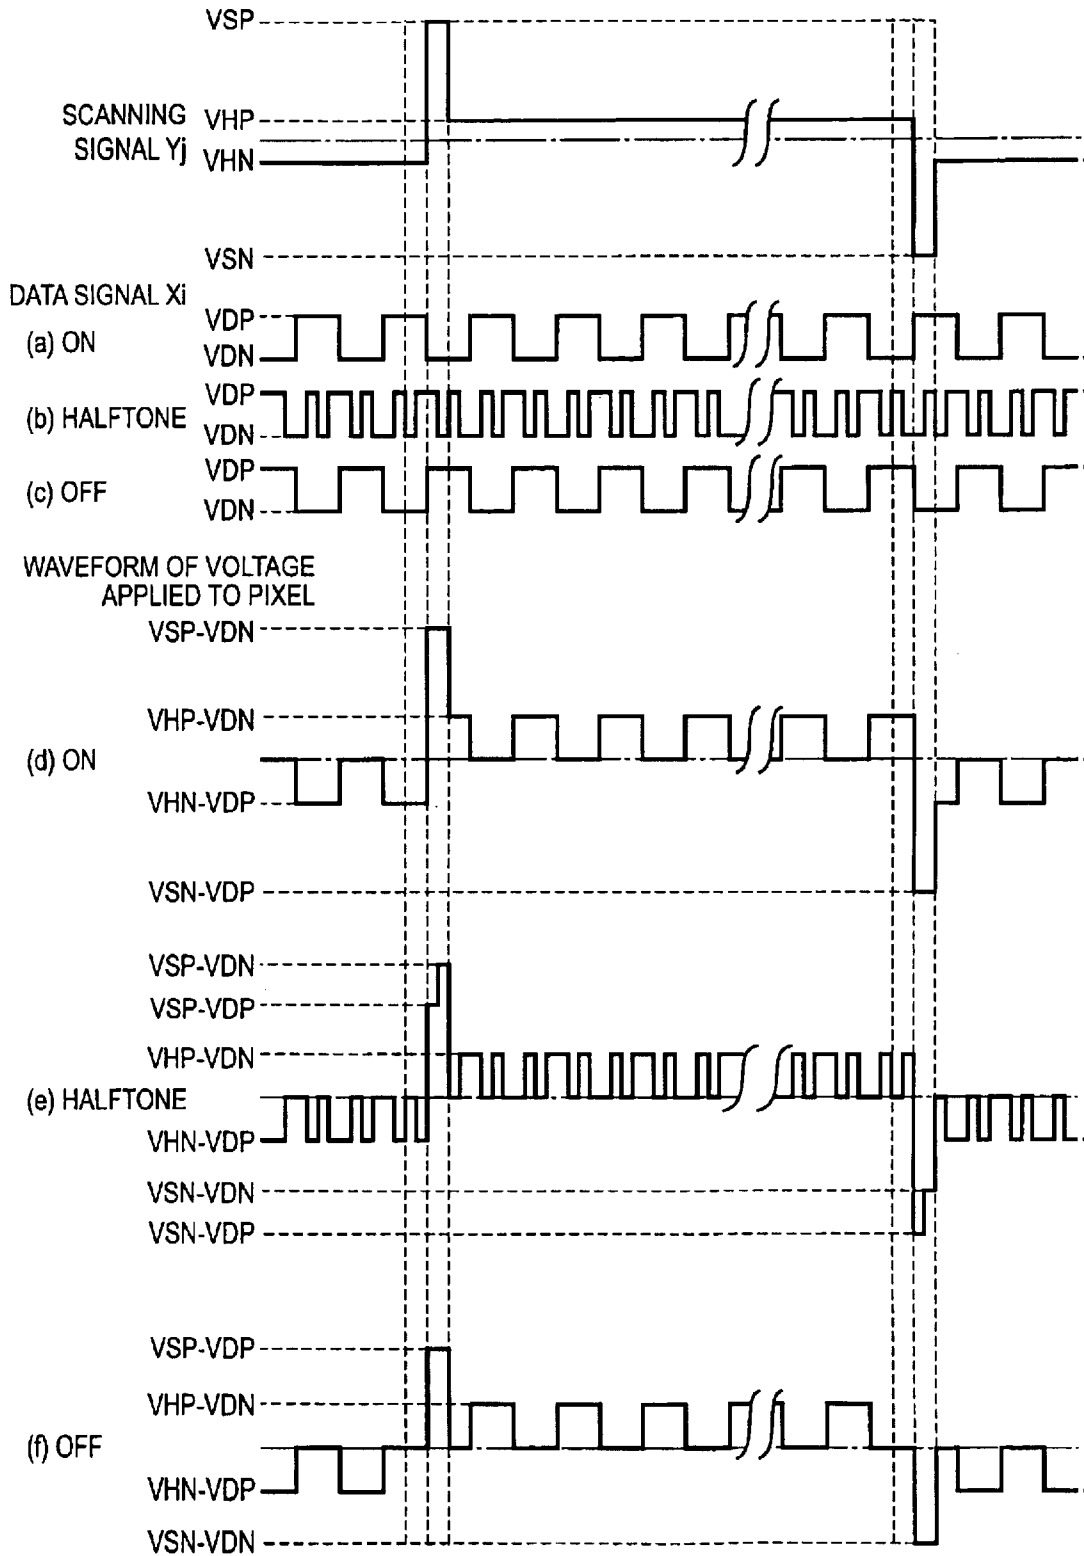 VSP
SCANNING
SIGNAL Yj
VHP
VHN
VSN
DATA SIGNAL Xi
(a) ON
VDP
VDN
(b) HALFTONE
VDP
VDN
(c) OFF
VDP
VDN
WAVEFORM OF VOLTAGE
APPLIED TO PIXEL
VSP-VDN
VHP-VDN
(d) ON
VHN-VDP
VSN-VDP
VSP-VDN
VSP-VDP
VHP-VDN
(e) HALFTONE
VHN-VDP
VSN-VDN
VSN-VDP
VSP-VDP
VHP-VDN
(f) OFF
VHN-VDP
VSN-VDN